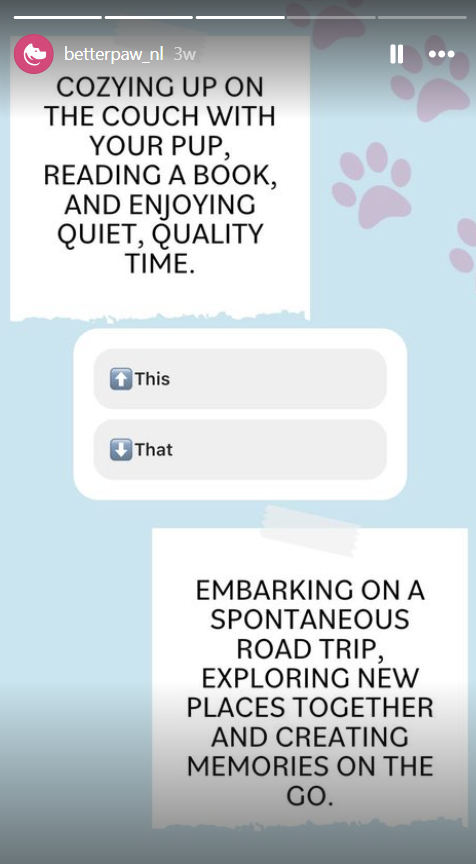 betterpaw_nl 3w
COZYING UP ON
THE COUCH WITH
YOUR PUP,
READING A BOOK,
AND ENJOYING
QUIET, QUALITY
TIME.
⬆️This
⬇️That
EMBARKING ON A
SPONTANEOUS
ROAD TRIP,
EXPLORING NEW
PLACES TOGETHER
AND CREATING
MEMORIES ON THE
GO.